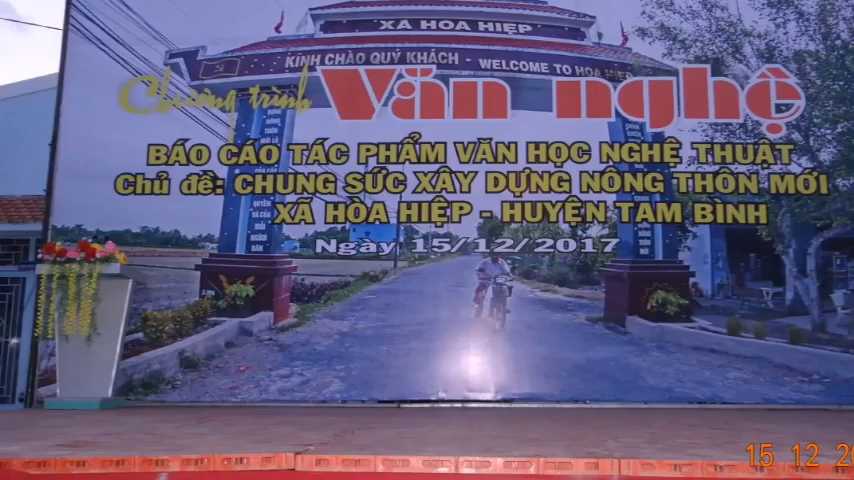 XÃ HÒA HIỆP
KÍNH CHÀO QUÝ KHÁCH - WELCOME TO HOA HIEP
Chương trình Văn nghệ
BÁO CÁO TÁC PHẨM VĂN HỌC NGHỆ THUẬT
Chủ đề: CHUNG SỨC XÂY DỰNG NÔNG THÔN MỚI
XÃ HÒA HIỆP - HUYỆN TAM BÌNH
Ngày 15/12/2017
15 12 20